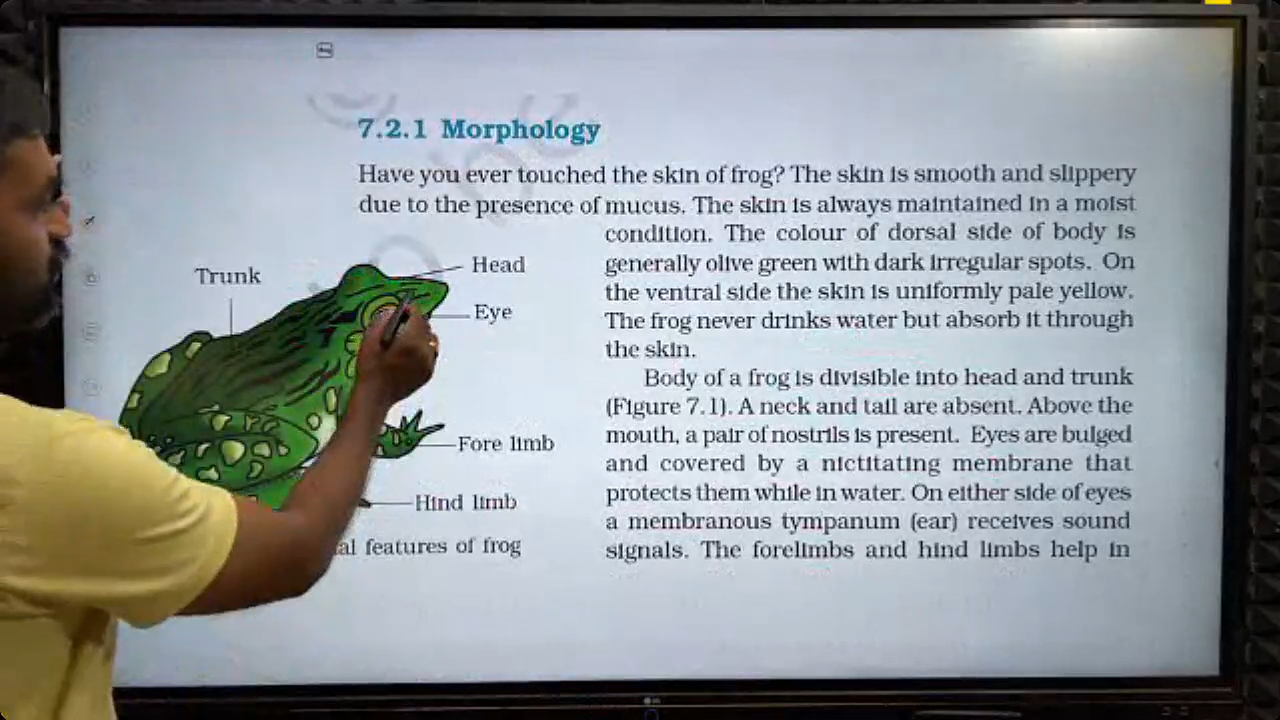 7.2.1 Morphology
Have you ever touched the skin of frog? The skin is smooth and slippery
due to the presence of mucus. The skin is always maintained in a moist
condition. The colour of dorsal side of body is
generally olive green with dark irregular spots. On
the ventral side the skin is uniformly pale yellow.
The frog never drinks water but absorb it through
the skin.
Body of a frog is divisible into head and trunk
(Figure 7.1). A neck and tail are absent. Above the
mouth, a pair of nostrils is present. Eyes are bulged
and covered by a nictitating membrane that
protects them while in water. On either side of eyes
a membranous tympanum (ear) receives sound
signals. The forelimbs and hind limbs help in
Trunk
Head
Eye
Fore limb
Hind limb
al features of frog